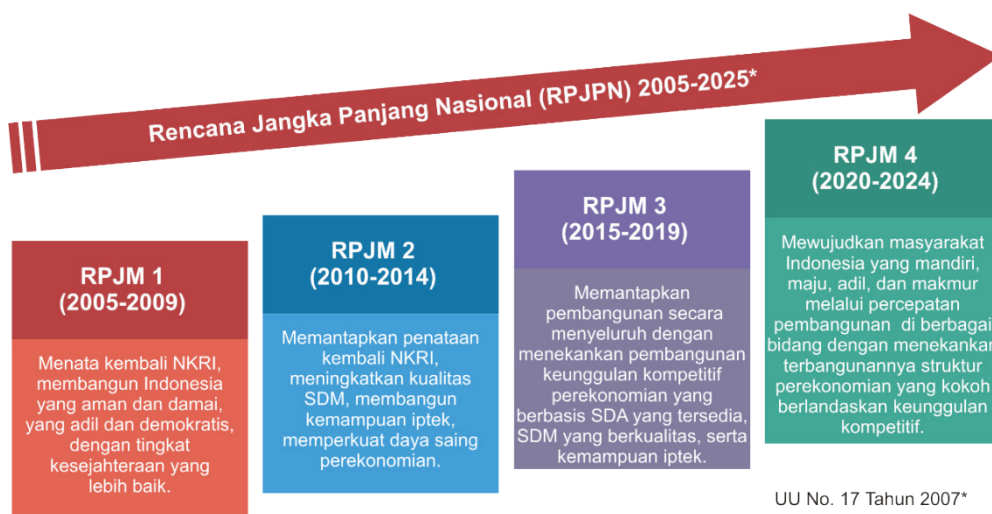 Rencana Jangka Panjang Nasional (RPJPN) 2005-2025*
RPJM 1
(2005-2009)
Menata kembali NKRI,
membangun Indonesia
yang aman dan damai,
yang adil dan demokratis,
dengan tingkat
kesejahteraan yang
lebih baik.
RPJM 2
(2010-2014)
Memantapkan penataan
kembali NKRI,
meningkatkan kualitas
SDM, membangun
kemampuan iptek,
memperkuat daya saing
perekonomian.
RPJM 3
(2015-2019)
Memantapkan
pembangunan secara
menyeluruh dengan
menekankan pembangunan
keunggulan kompetitif
perekonomian yang
berbasis SDA yang tersedia,
SDM yang berkualitas, serta
kemampuan iptek.
RPJM 4
(2020-2024)
Mewujudkan masyarakat
Indonesia yang mandiri,
maju, adil, dan makmur
melalui percepatan
pembangunan di berbagai
bidang dengan menekankan
terbangunannya struktur
perekonomian yang kokoh
berlandaskan keunggulan
kompetitif.
UU No. 17 Tahun 2007*